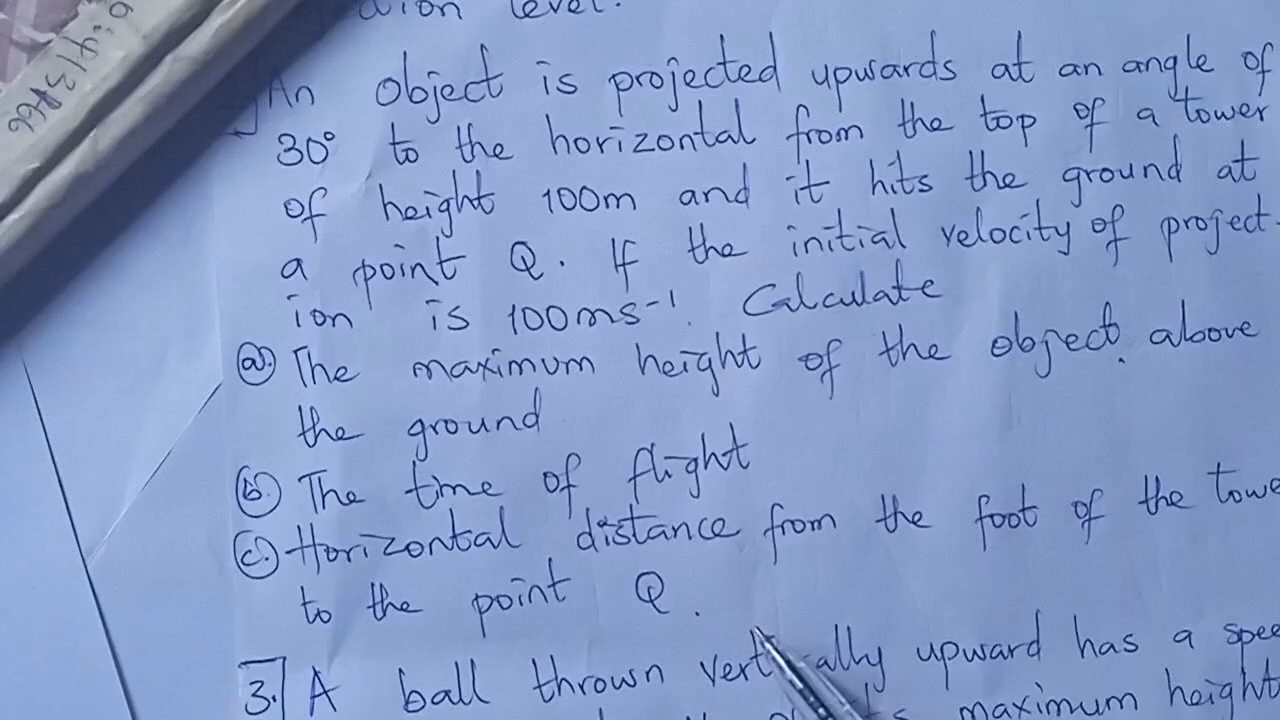 level.
An object is projected upwards at an angle of
30° to the horizontal from the top of a tower
of height 100m and it hits the ground at
a point Q. If the initial velocity of project-
ion is 100ms⁻¹. Calculate
(a). The maximum height of the object above
the ground
(b). The time of flight
(c). Horizontal distance from the foot of the towe
to the point Q.
3. A ball thrown vertically upward has a spee
maximum height